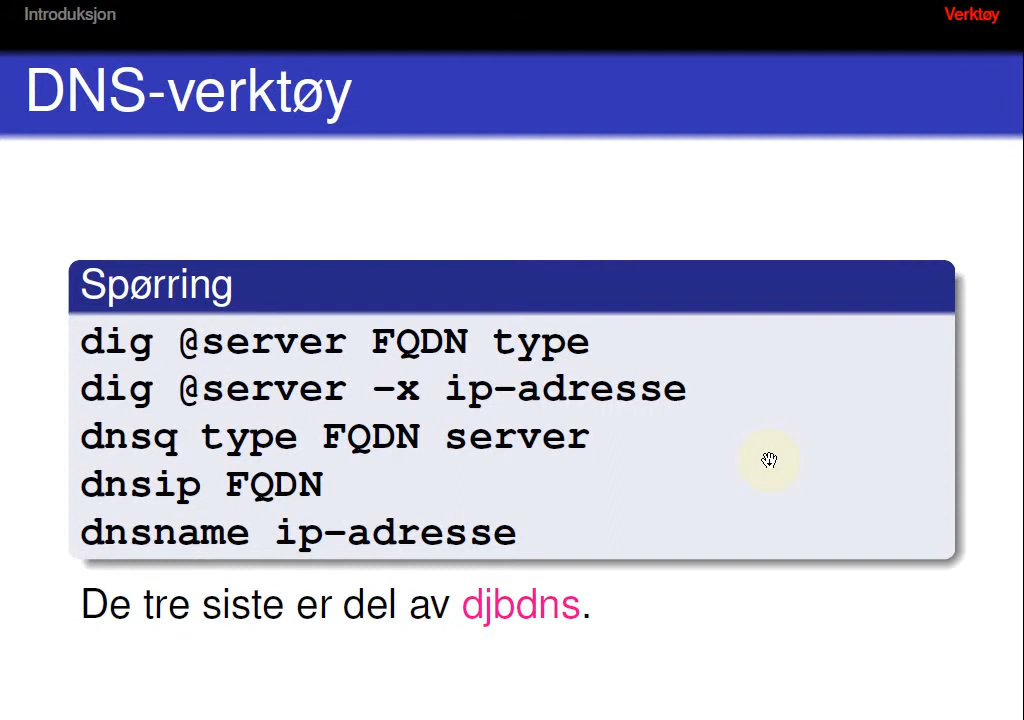 Introduksjon
Verktøy
DNS-verktøy
Spørring
dig @server FQDN type
dig @server -x ip-adresse
dnsq type FQDN server
dnsip FQDN
dnsname ip-adresse
De tre siste er del av djbdns.